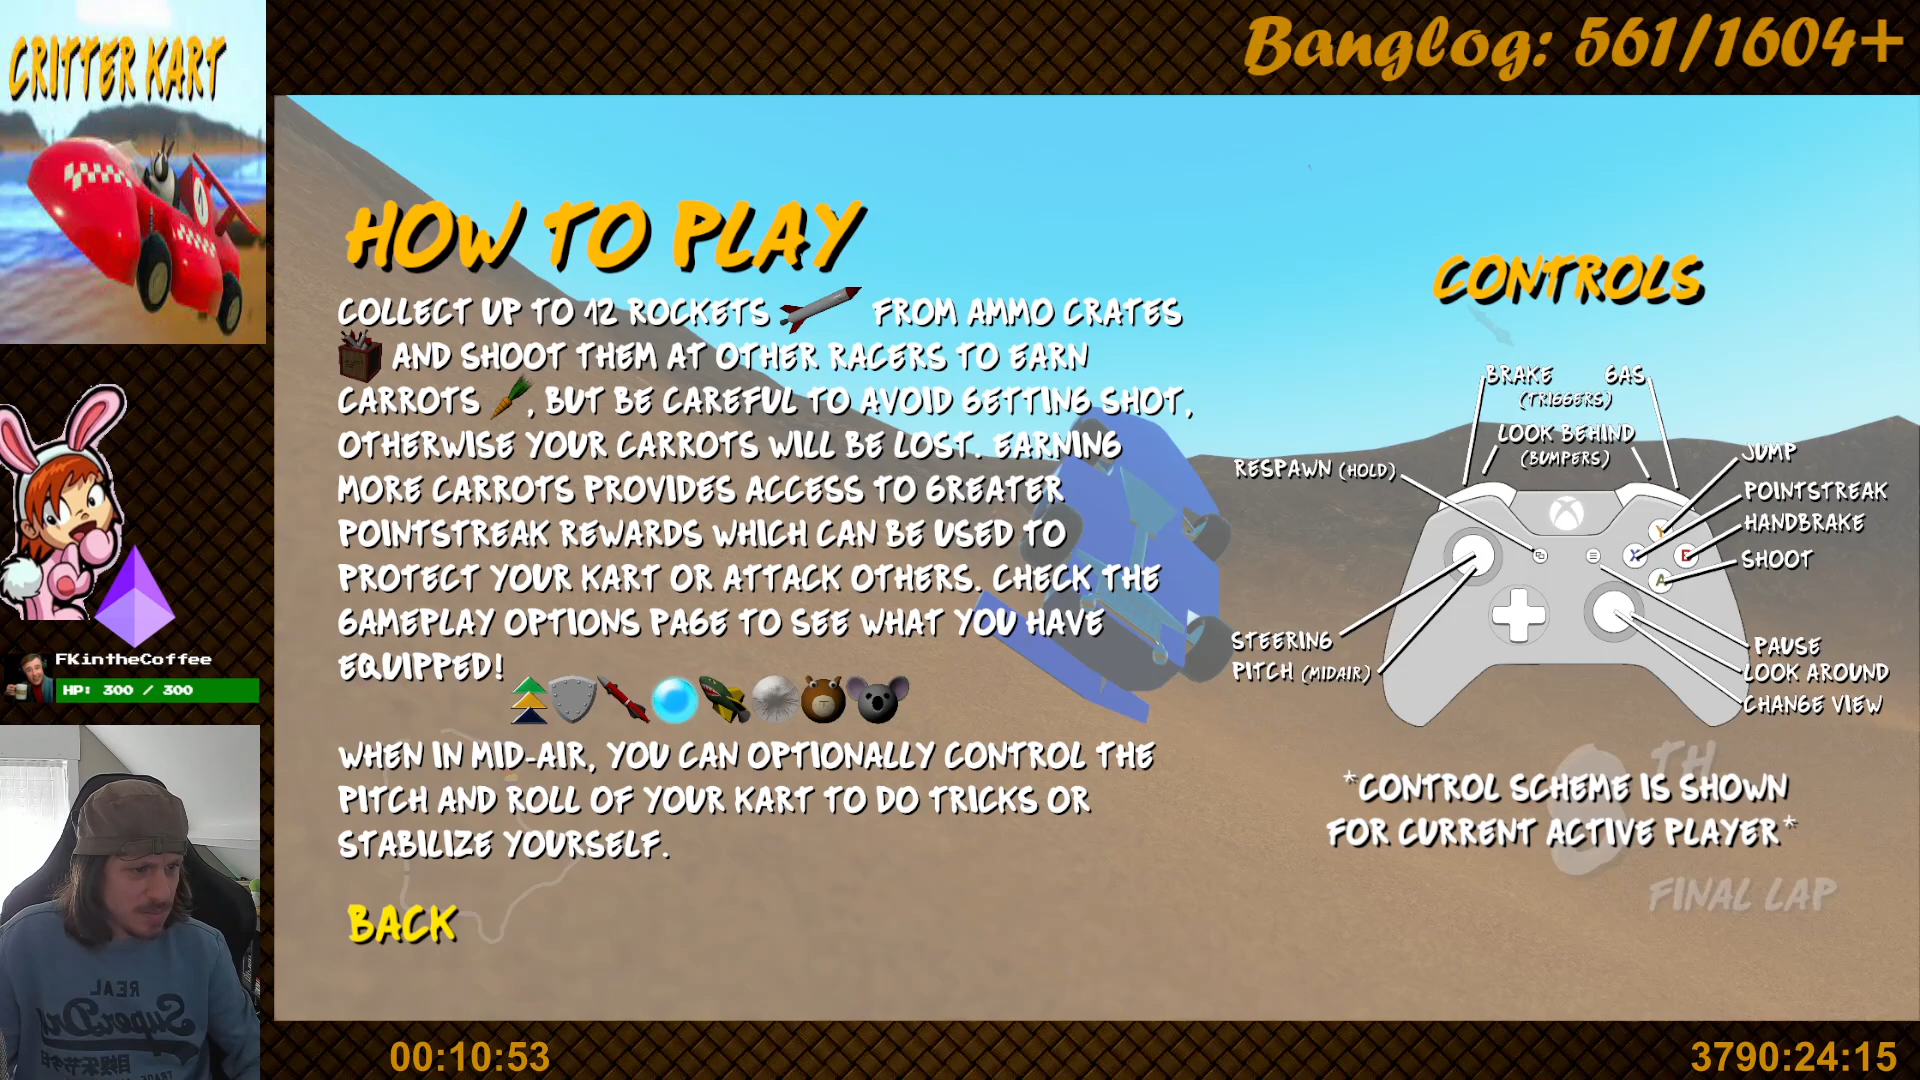 CRITTER KART
Banglog: 561/1604+
HOW TO PLAY
COLLECT UP TO 12 ROCKETS FROM AMMO CRATES
AND SHOOT THEM AT OTHER RACERS TO EARN
CARROTS , BUT BE CAREFUL TO AVOID GETTING SHOT,
OTHERWISE YOUR CARROTS WILL BE LOST. EARNING
MORE CARROTS PROVIDES ACCESS TO GREATER
POINTSTREAK REWARDS WHICH CAN BE USED TO
PROTECT YOUR KART OR ATTACK OTHERS. CHECK THE
GAMEPLAY OPTIONS PAGE TO SEE WHAT YOU HAVE
EQUIPPED!
WHEN IN MID-AIR, YOU CAN OPTIONALLY CONTROL THE
PITCH AND ROLL OF YOUR KART TO DO TRICKS OR
STABILIZE YOURSELF.
BACK
CONTROLS
BRAKE GAS
(TRIGGERS)
LOOK BEHIND
(BUMPERS)
RESPAWN (HOLD)
JUMP
POINTSTREAK
HANDBRAKE
SHOOT
Y
X
B
A
STEERING
PITCH (MIDAIR)
PAUSE
LOOK AROUND
CHANGE VIEW
*CONTROL SCHEME IS SHOWN
FOR CURRENT ACTIVE PLAYER*
8TH
FINAL LAP
FKintheCoffee
HP: 300 / 300
1
REAL
00:10:53
3790:24:15